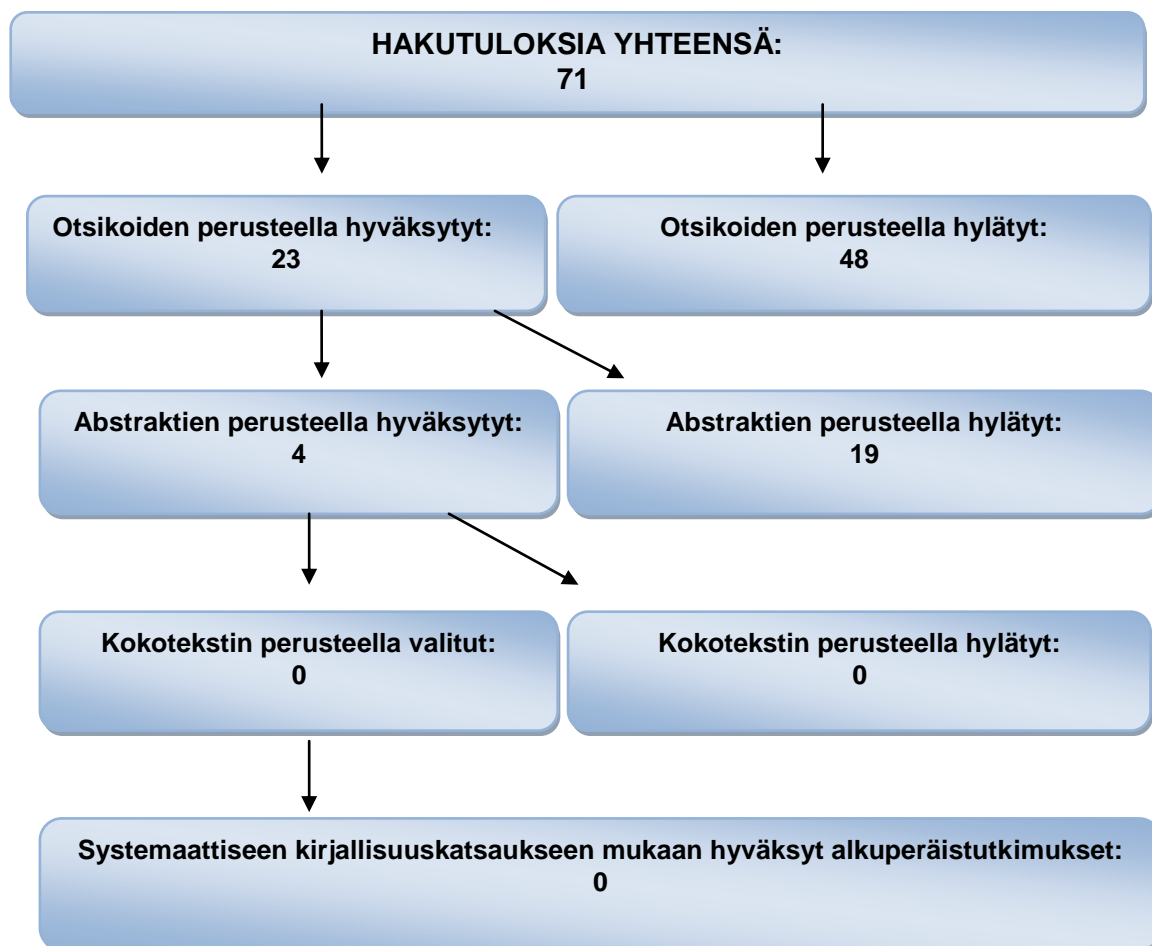 HAKUTULOKSIA YHTEENSÄ:
71
Otsikoiden perusteella hyväksytyt:
23
Otsikoiden perusteella hylätyt:
48
Abstraktien perusteella hyväksytyt:
4
Abstraktien perusteella hylätyt:
19
Kokotekstin perusteella valitut:
0
Kokotekstin perusteella hylätyt:
0
Systemaattiseen kirjallisuuskatsaukseen mukaan hyväksyt alkuperäistutkimukset:
0